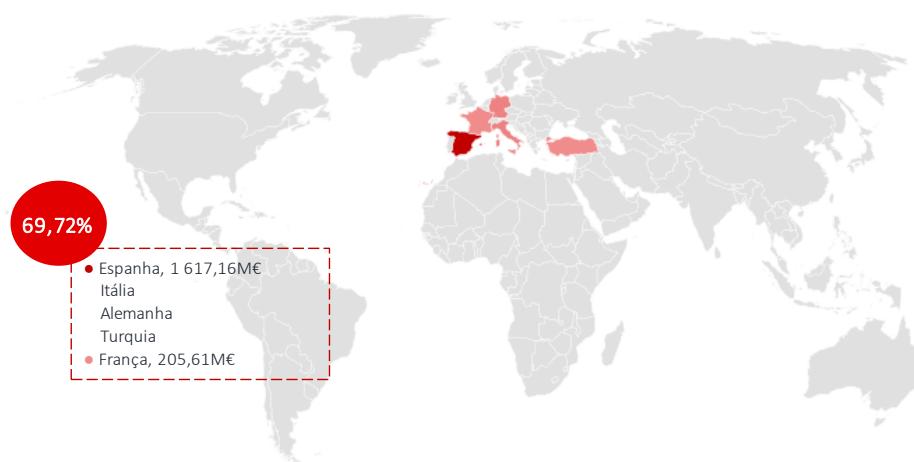 69,72%
Espanha, 1 617,16M€
Itália
Alemanha
Turquia
França, 205,61M€